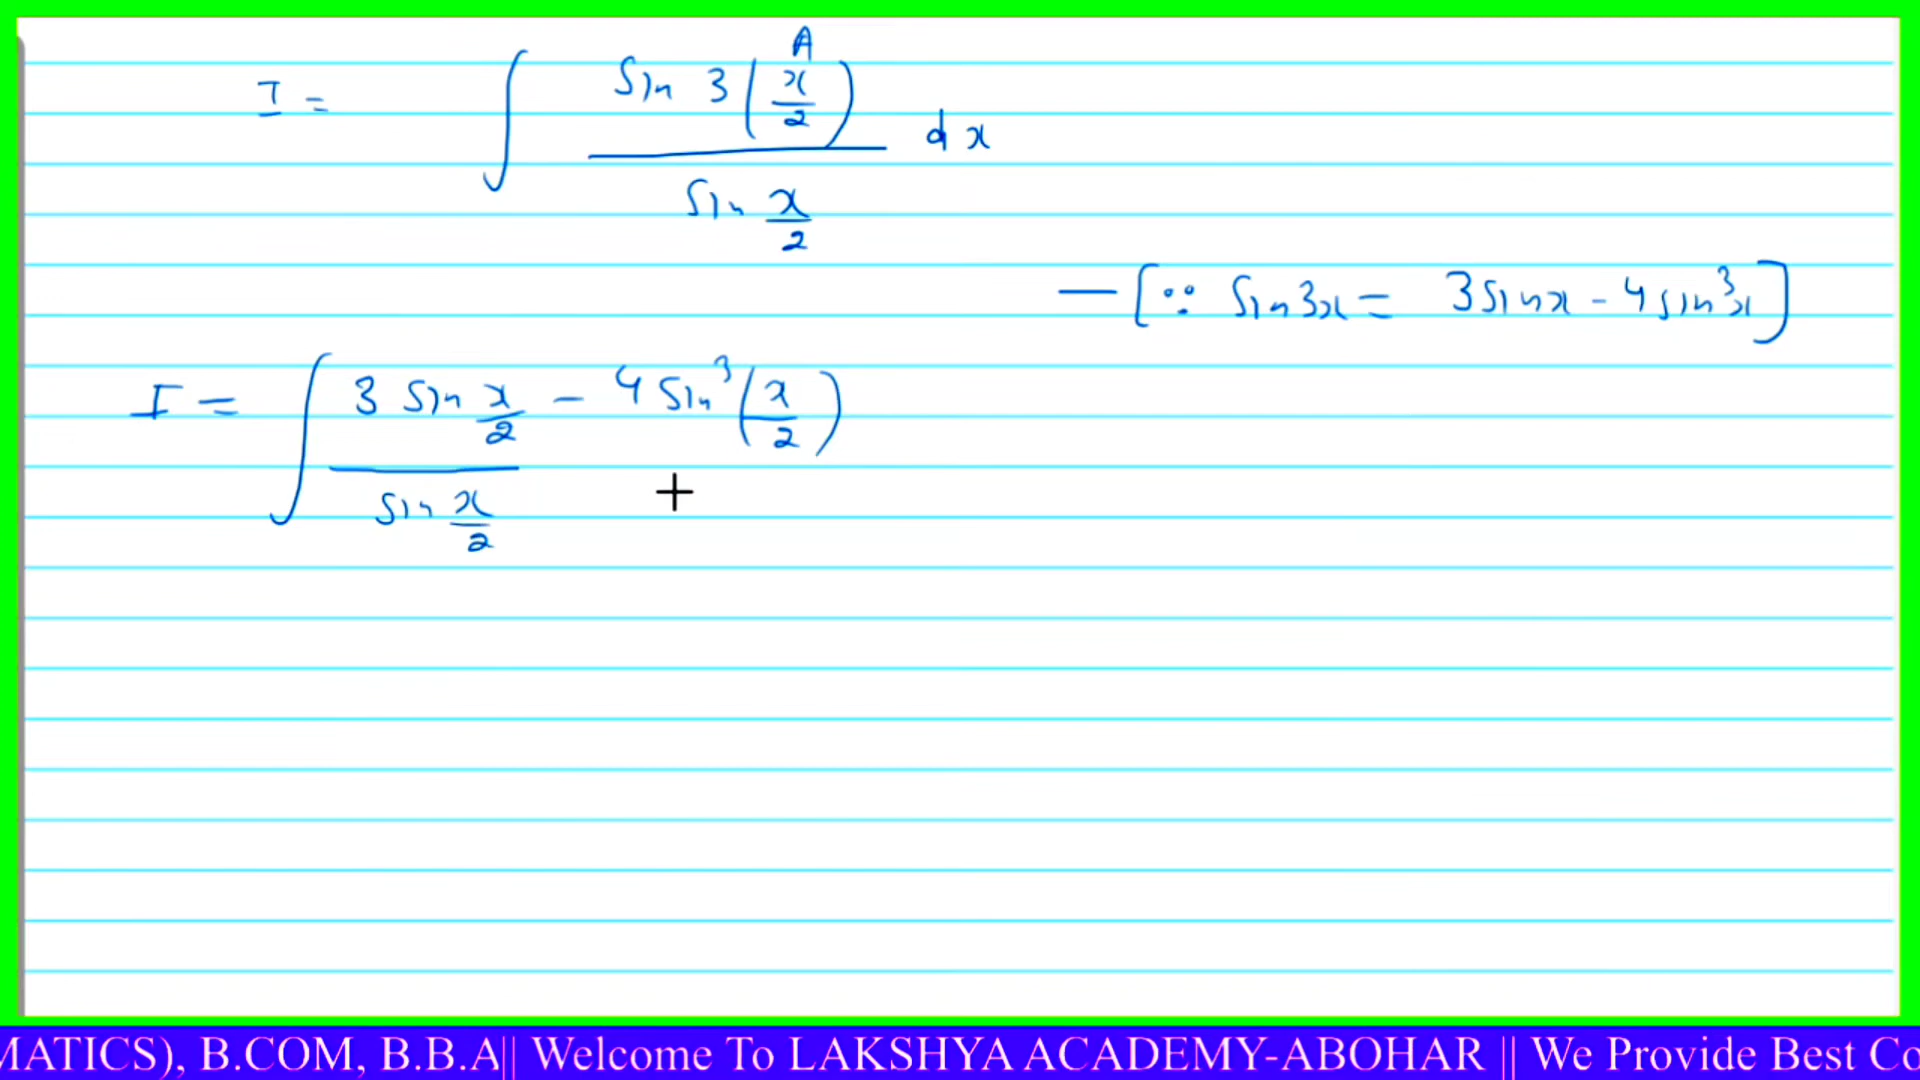 I = ∫ sin 3(x/2) / sin x/2 dx
A
— [∵ sin3x = 3sinx - 4sin³x]
I = ∫ 3 sin x/2 / sin x/2 - 4 sin³(x/2)
MATICS), B.COM, B.B.A|| Welcome To LAKSHYA ACADEMY-ABOHAR || We Provide Best Co